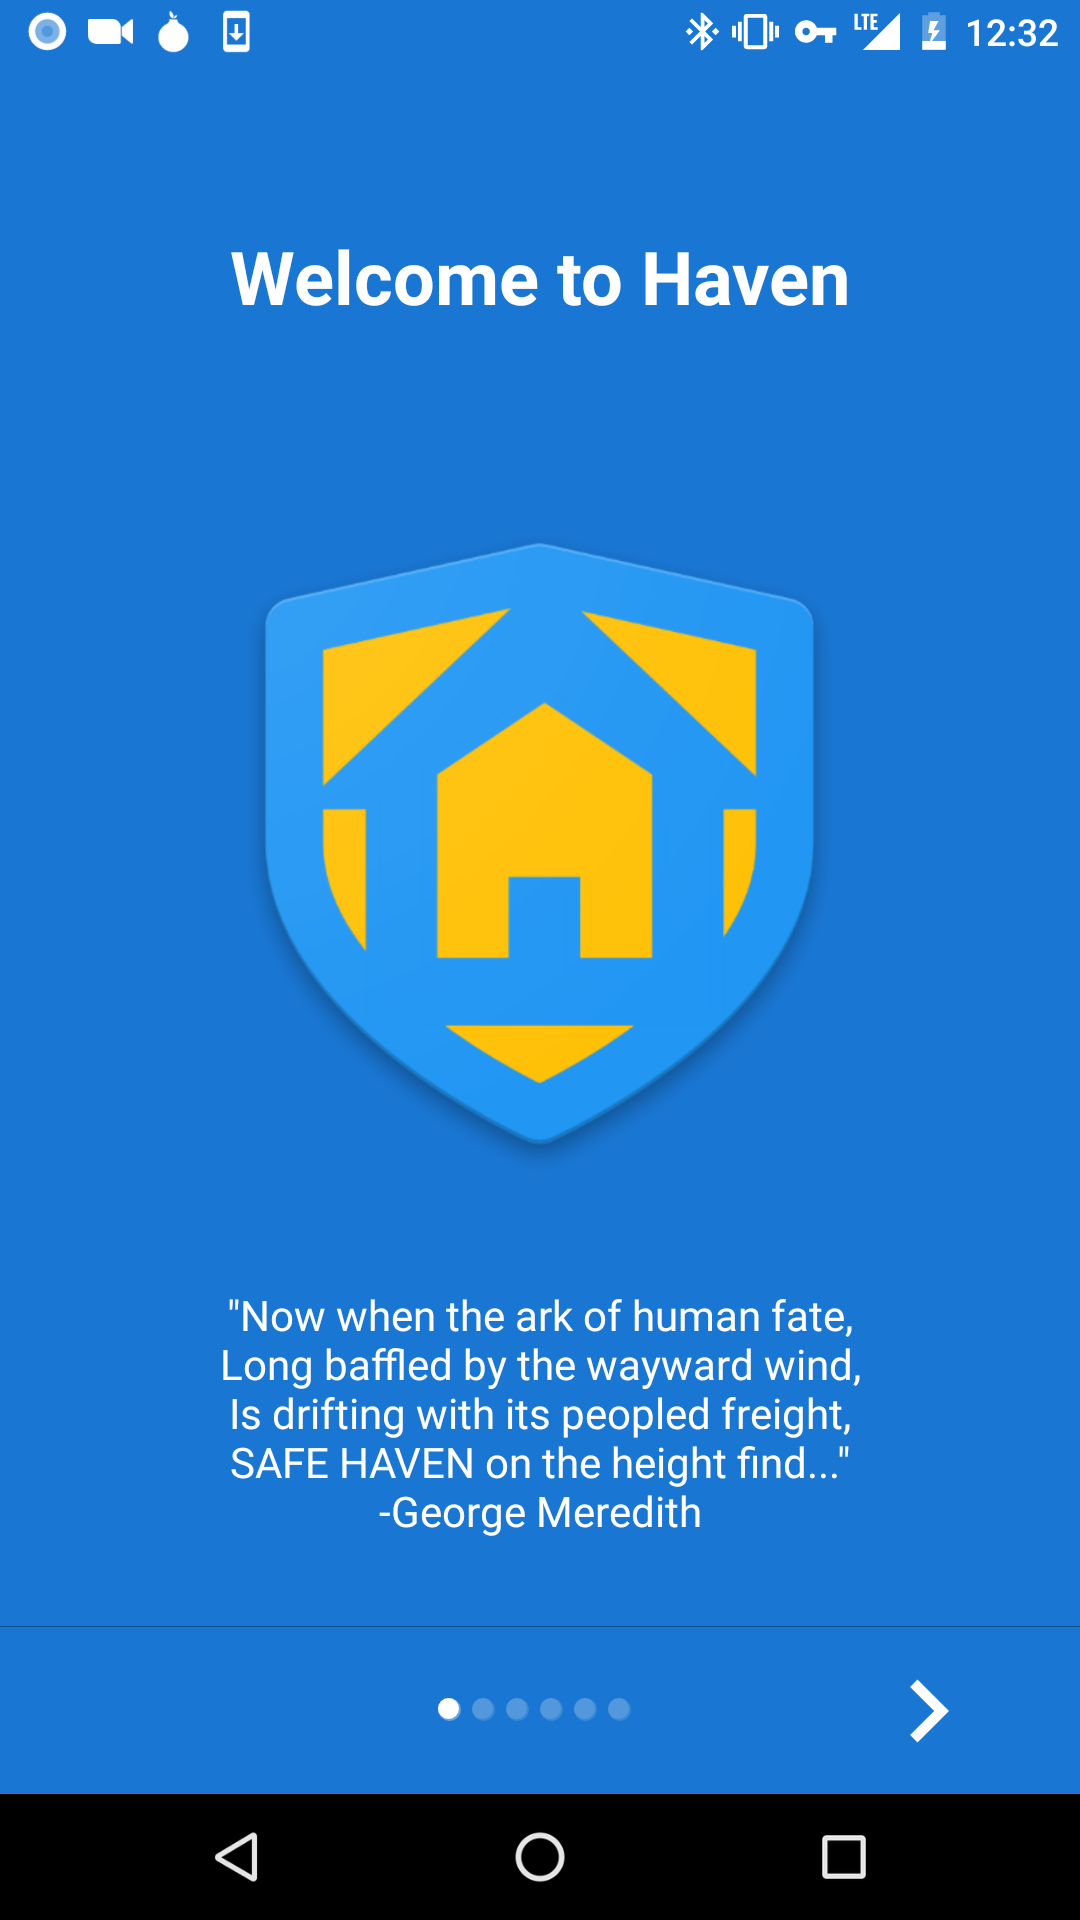 LTE 12:32
Welcome to Haven
"Now when the ark of human fate,
Long baffled by the wayward wind,
Is drifting with its peopled freight,
SAFE HAVEN on the height find..."
-George Meredith